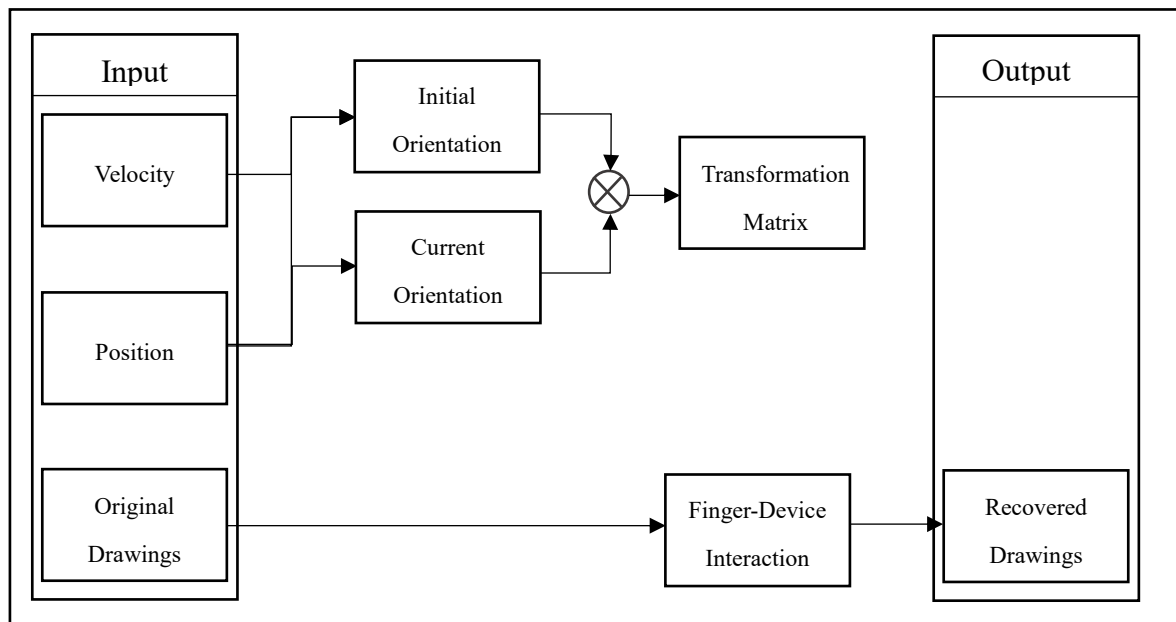 Input
Velocity
Position
Original
Drawings
Initial
Orientation
Current
Orientation
Transformation
Matrix
Finger-Device
Interaction
Output
Recovered
Drawings